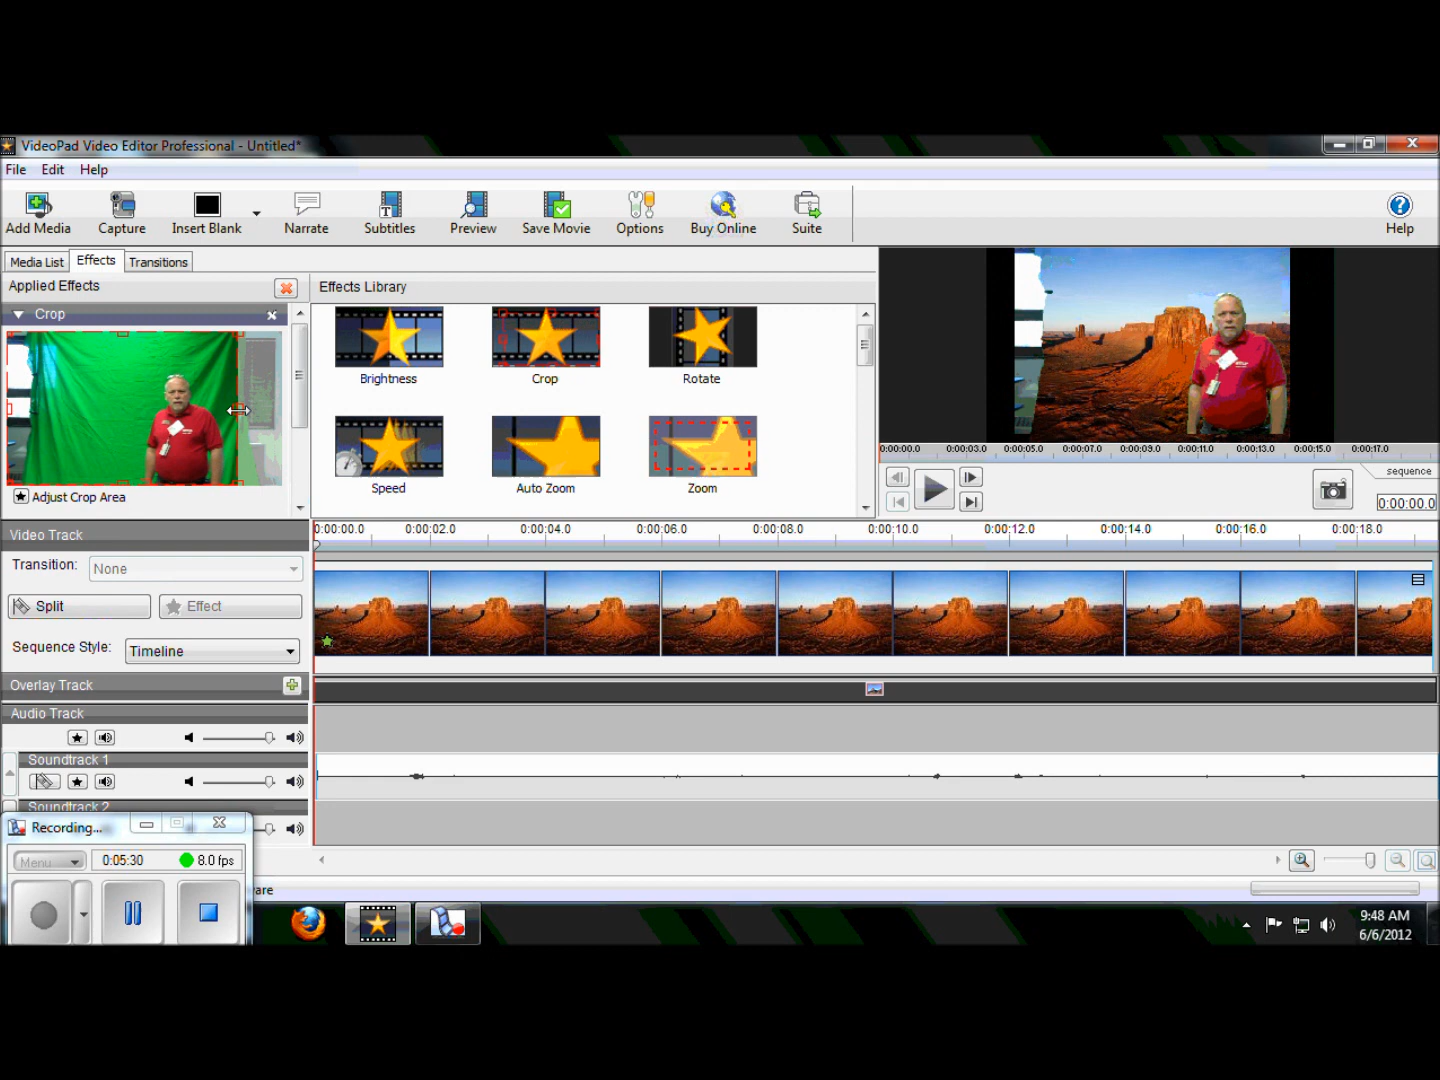 VideoPad Video Editor Professional - Untitled*
File Edit Help
Add Media Capture Insert Blank Narrate Subtitles Preview Save Movie Options Buy Online Suite Help
Media List Effects Transitions
Applied Effects
Effects Library
Crop
Brightness Crop Rotate
Speed Auto Zoom Zoom
Adjust Crop Area
0:00:00.0 0:00:03.0 0:00:05.0 0:00:07.0 0:00:09.0 0:00:11.0 0:00:13.0 0:00:15.0 0:00:17.0
sequence
0:00:00.0
Video Track
0:00:00.0 0:00:02.0 0:00:04.0 0:00:06.0 0:00:08.0 0:00:10.0 0:00:12.0 0:00:14.0 0:00:16.0 0:00:18.0
Transition: None
Split Effect
Sequence Style: Timeline
Overlay Track
Audio Track
Soundtrack 1
Soundtrack 2
Recording...
Menu 0:05:30 8.0 fps
are
9:48 AM
6/6/2012